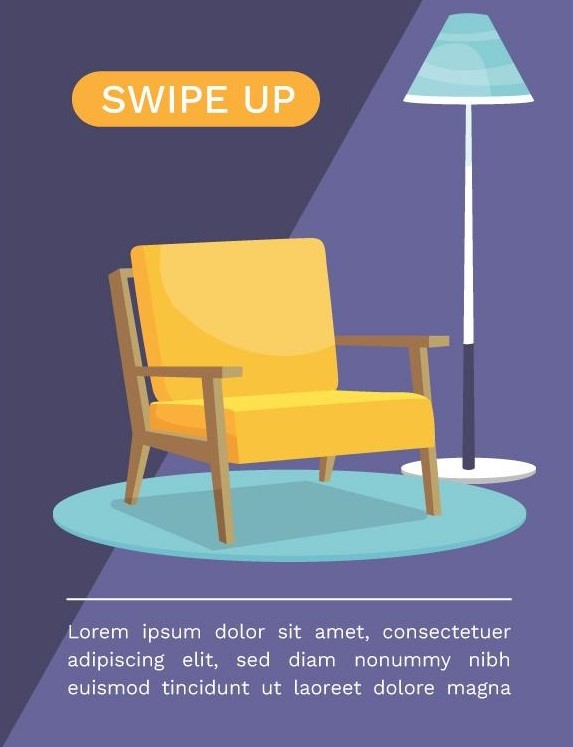 SWIPE UP
Lorem ipsum dolor sit amet, consectetuer
adipiscing elit, sed diam nonummy nibh
euismod tincidunt ut laoreet dolore magna